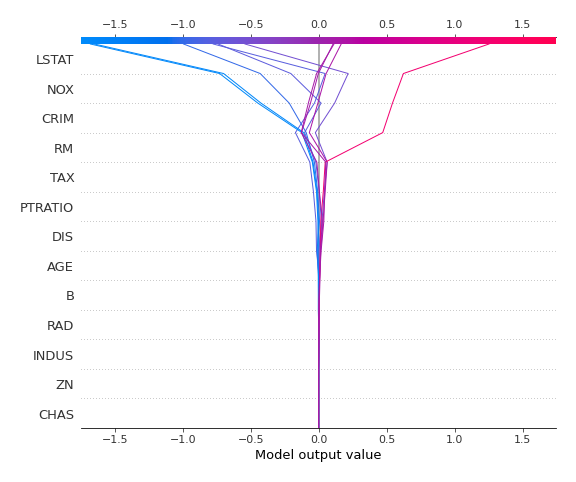 −1.5 −1.0 −0.5 0.0 0.5 1.0 1.5
LSTAT
NOX
CRIM
RM
TAX
PTRATIO
DIS
AGE
B
RAD
INDUS
ZN
CHAS
−1.5 −1.0 −0.5 0.0 0.5 1.0 1.5
Model output value